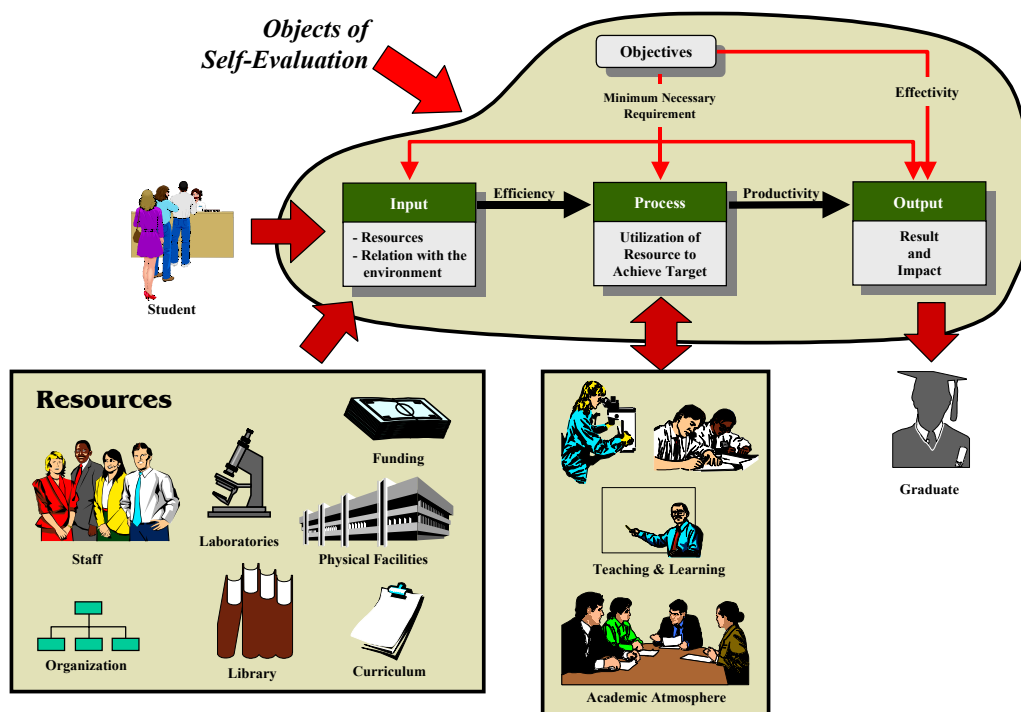 Objects of
Self-Evaluation
Objectives
Minimum Necessary
Requirement
Effectivity
Input
- Resources
- Relation with the
environment
Efficiency
Process
Utilization of
Resource to
Achieve Target
Productivity
Output
Result
and
Impact
Student
Resources
Staff
Laboratories
Funding
Physical Facilities
Organization
Library
Curriculum
Teaching & Learning
Academic Atmosphere
Graduate